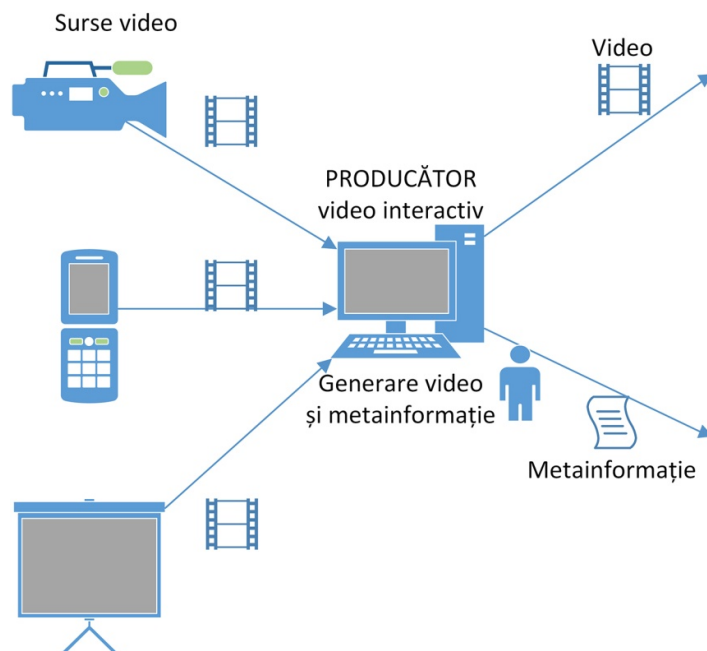 Surse video
Video
PRODUCĂTOR
video interactiv
Generare video
și metainformație
Metainformație